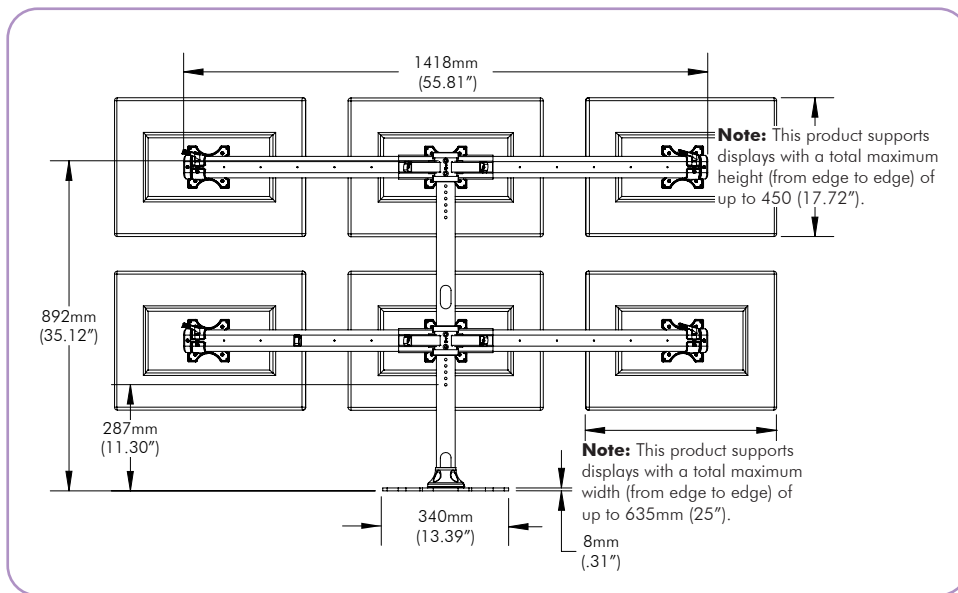 1418mm
(55.81″)
Note: This product supports
displays with a total maximum
height (from edge to edge) of
up to 450 (17.72″).
892mm
(35.12″)
287mm
(11.30″)
Note: This product supports
displays with a total maximum
width (from edge to edge) of
up to 635mm (25″).
340mm
(13.39″)
8mm
(.31″)